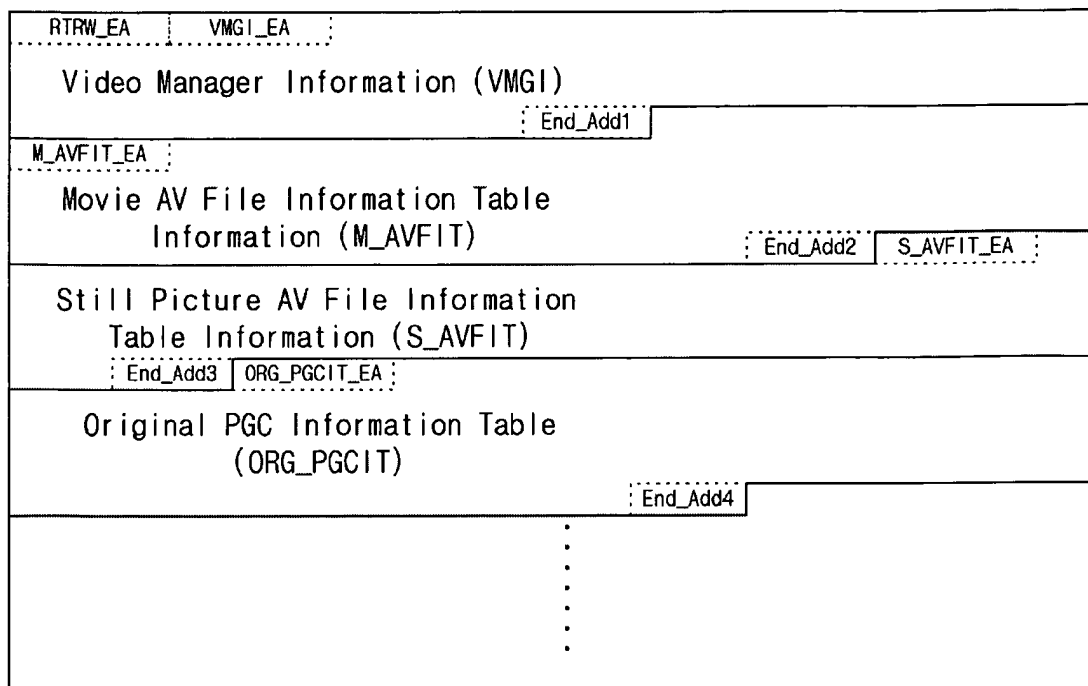 RTRW_EA VMGI_EA
Video Manager Information (VMGI)
End_Add1
M_AVFIT_EA
Movie AV File Information Table
Information (M_AVFIT)
End_Add2 S_AVFIT_EA
Still Picture AV File Information
Table Information (S_AVFIT)
End_Add3 ORG_PGCIT_EA
Original PGC Information Table
(ORG_PGCIT)
End_Add4